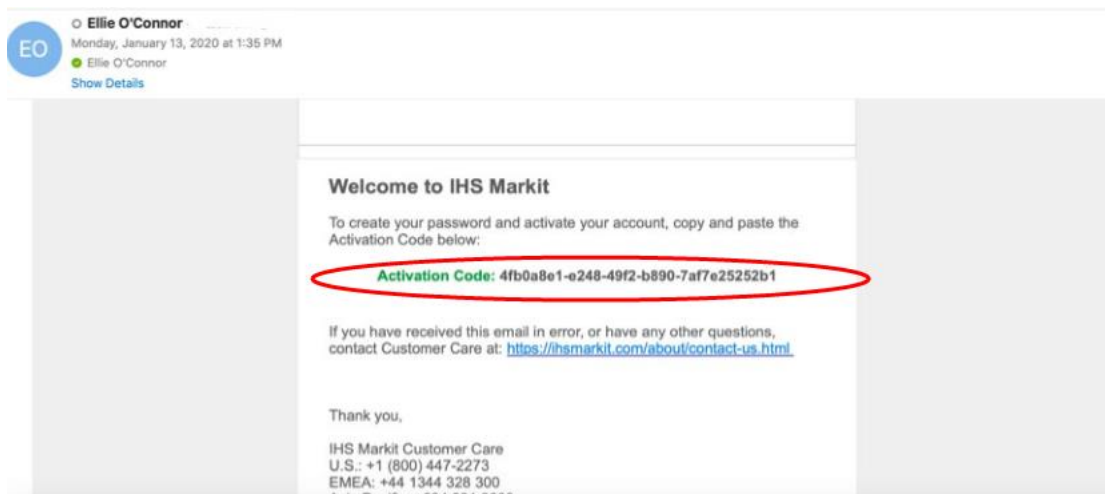 EO
Ellie O'Connor
Monday, January 13, 2020 at 1:35 PM
Ellie O'Connor
Show Details
Welcome to IHS Markit
To create your password and activate your account, copy and paste the
Activation Code below:
Activation Code: 4fb0a8e1-e248-49f2-b890-7af7e25252b1
If you have received this email in error, or have any other questions,
contact Customer Care at: https://ihsmarkit.com/about/contact-us.html
Thank you,
IHS Markit Customer Care
U.S.: +1 (800) 447-2273
EMEA: +44 1344 328 300